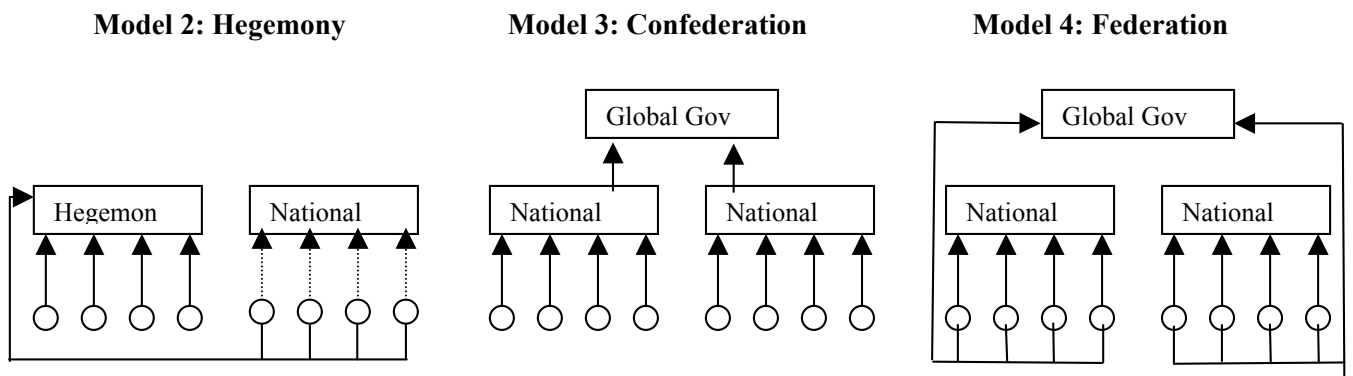 Model 2: Hegemony
Model 3: Confederation
Model 4: Federation
Global Gov
Global Gov
Hegemon
National
National
National
National
National